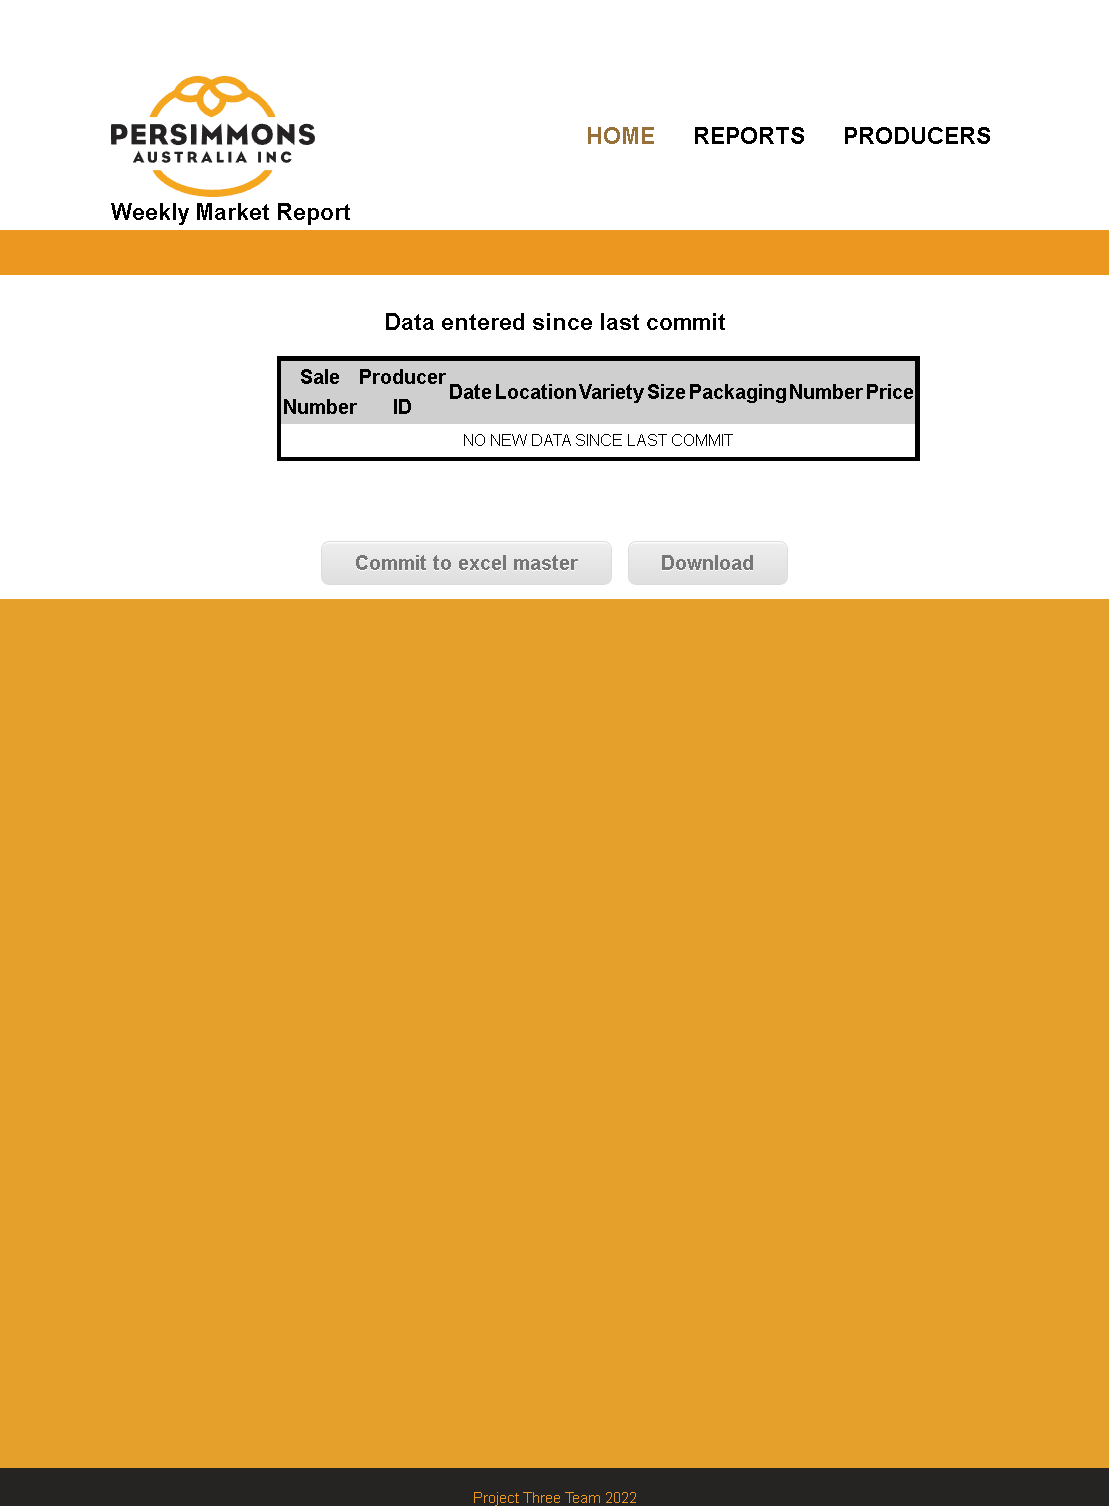 PERSIMMONS
AUSTRALIA INC
Weekly Market Report
HOME REPORTS PRODUCERS
Data entered since last commit
Sale Number Producer ID Date Location Variety Size Packaging Number Price
NO NEW DATA SINCE LAST COMMIT
Commit to excel master Download
Project Three Team 2022